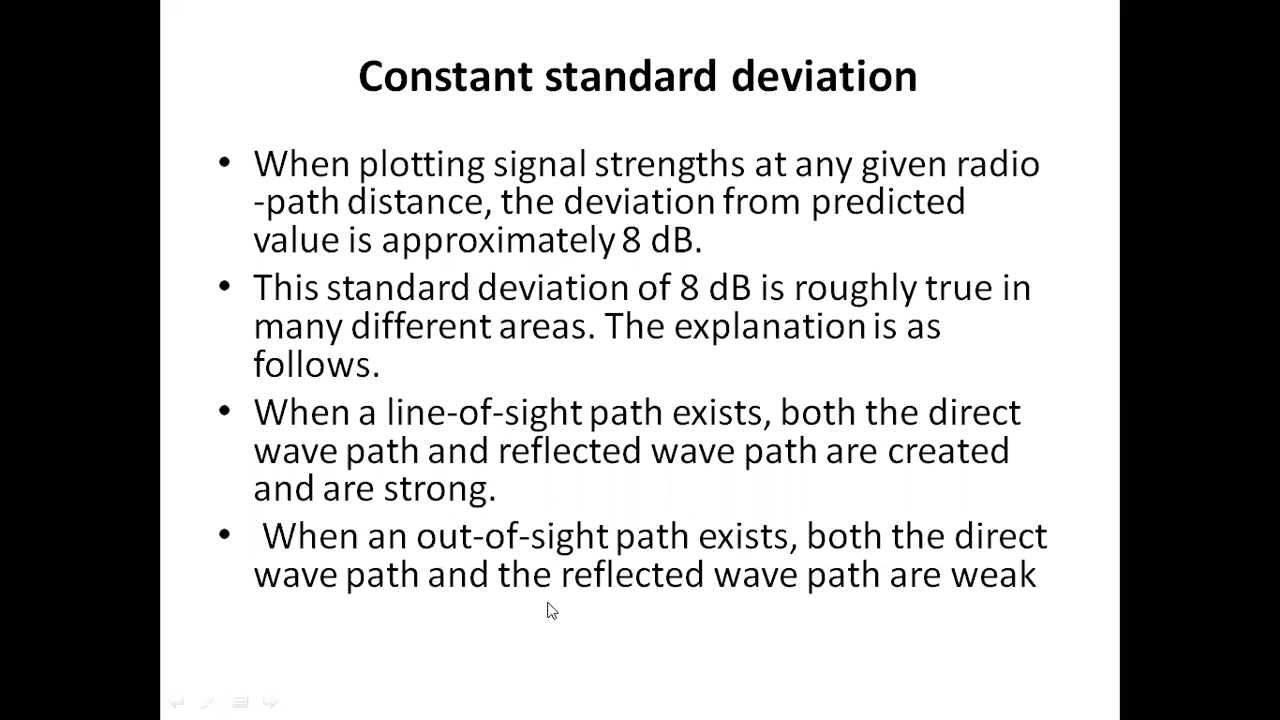 Constant standard deviation
• When plotting signal strengths at any given radio
-path distance, the deviation from predicted
value is approximately 8 dB.
• This standard deviation of 8 dB is roughly true in
many different areas. The explanation is as
follows.
• When a line-of-sight path exists, both the direct
wave path and reflected wave path are created
and are strong.
• When an out-of-sight path exists, both the direct
wave path and the reflected wave path are weak